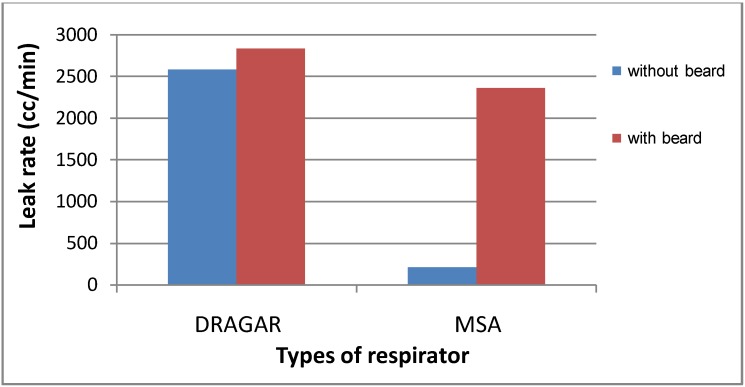 Leak rate (cc/min)
3000
2500
2000
1500
1000
500
0
DRAGAR
MSA
Types of respirator
without beard
with beard